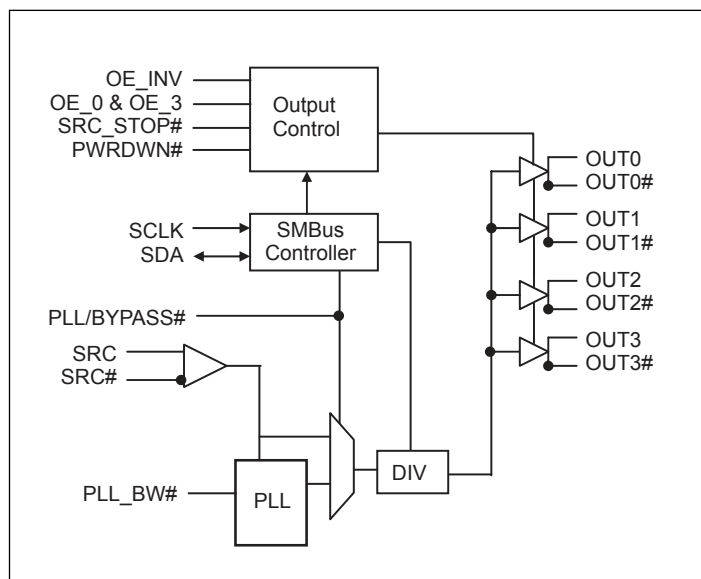 OE_INV
OE_0 & OE_3
SRC_STOP#
PWRDWN#
Output
Control
OUT0
OUT0#
OUT1
OUT1#
OUT2
OUT2#
OUT3
OUT3#
SCLK
SDA
SMBus
Controller
PLL/BYPASS#
SRC
SRC#
PLL_BW#
PLL
DIV